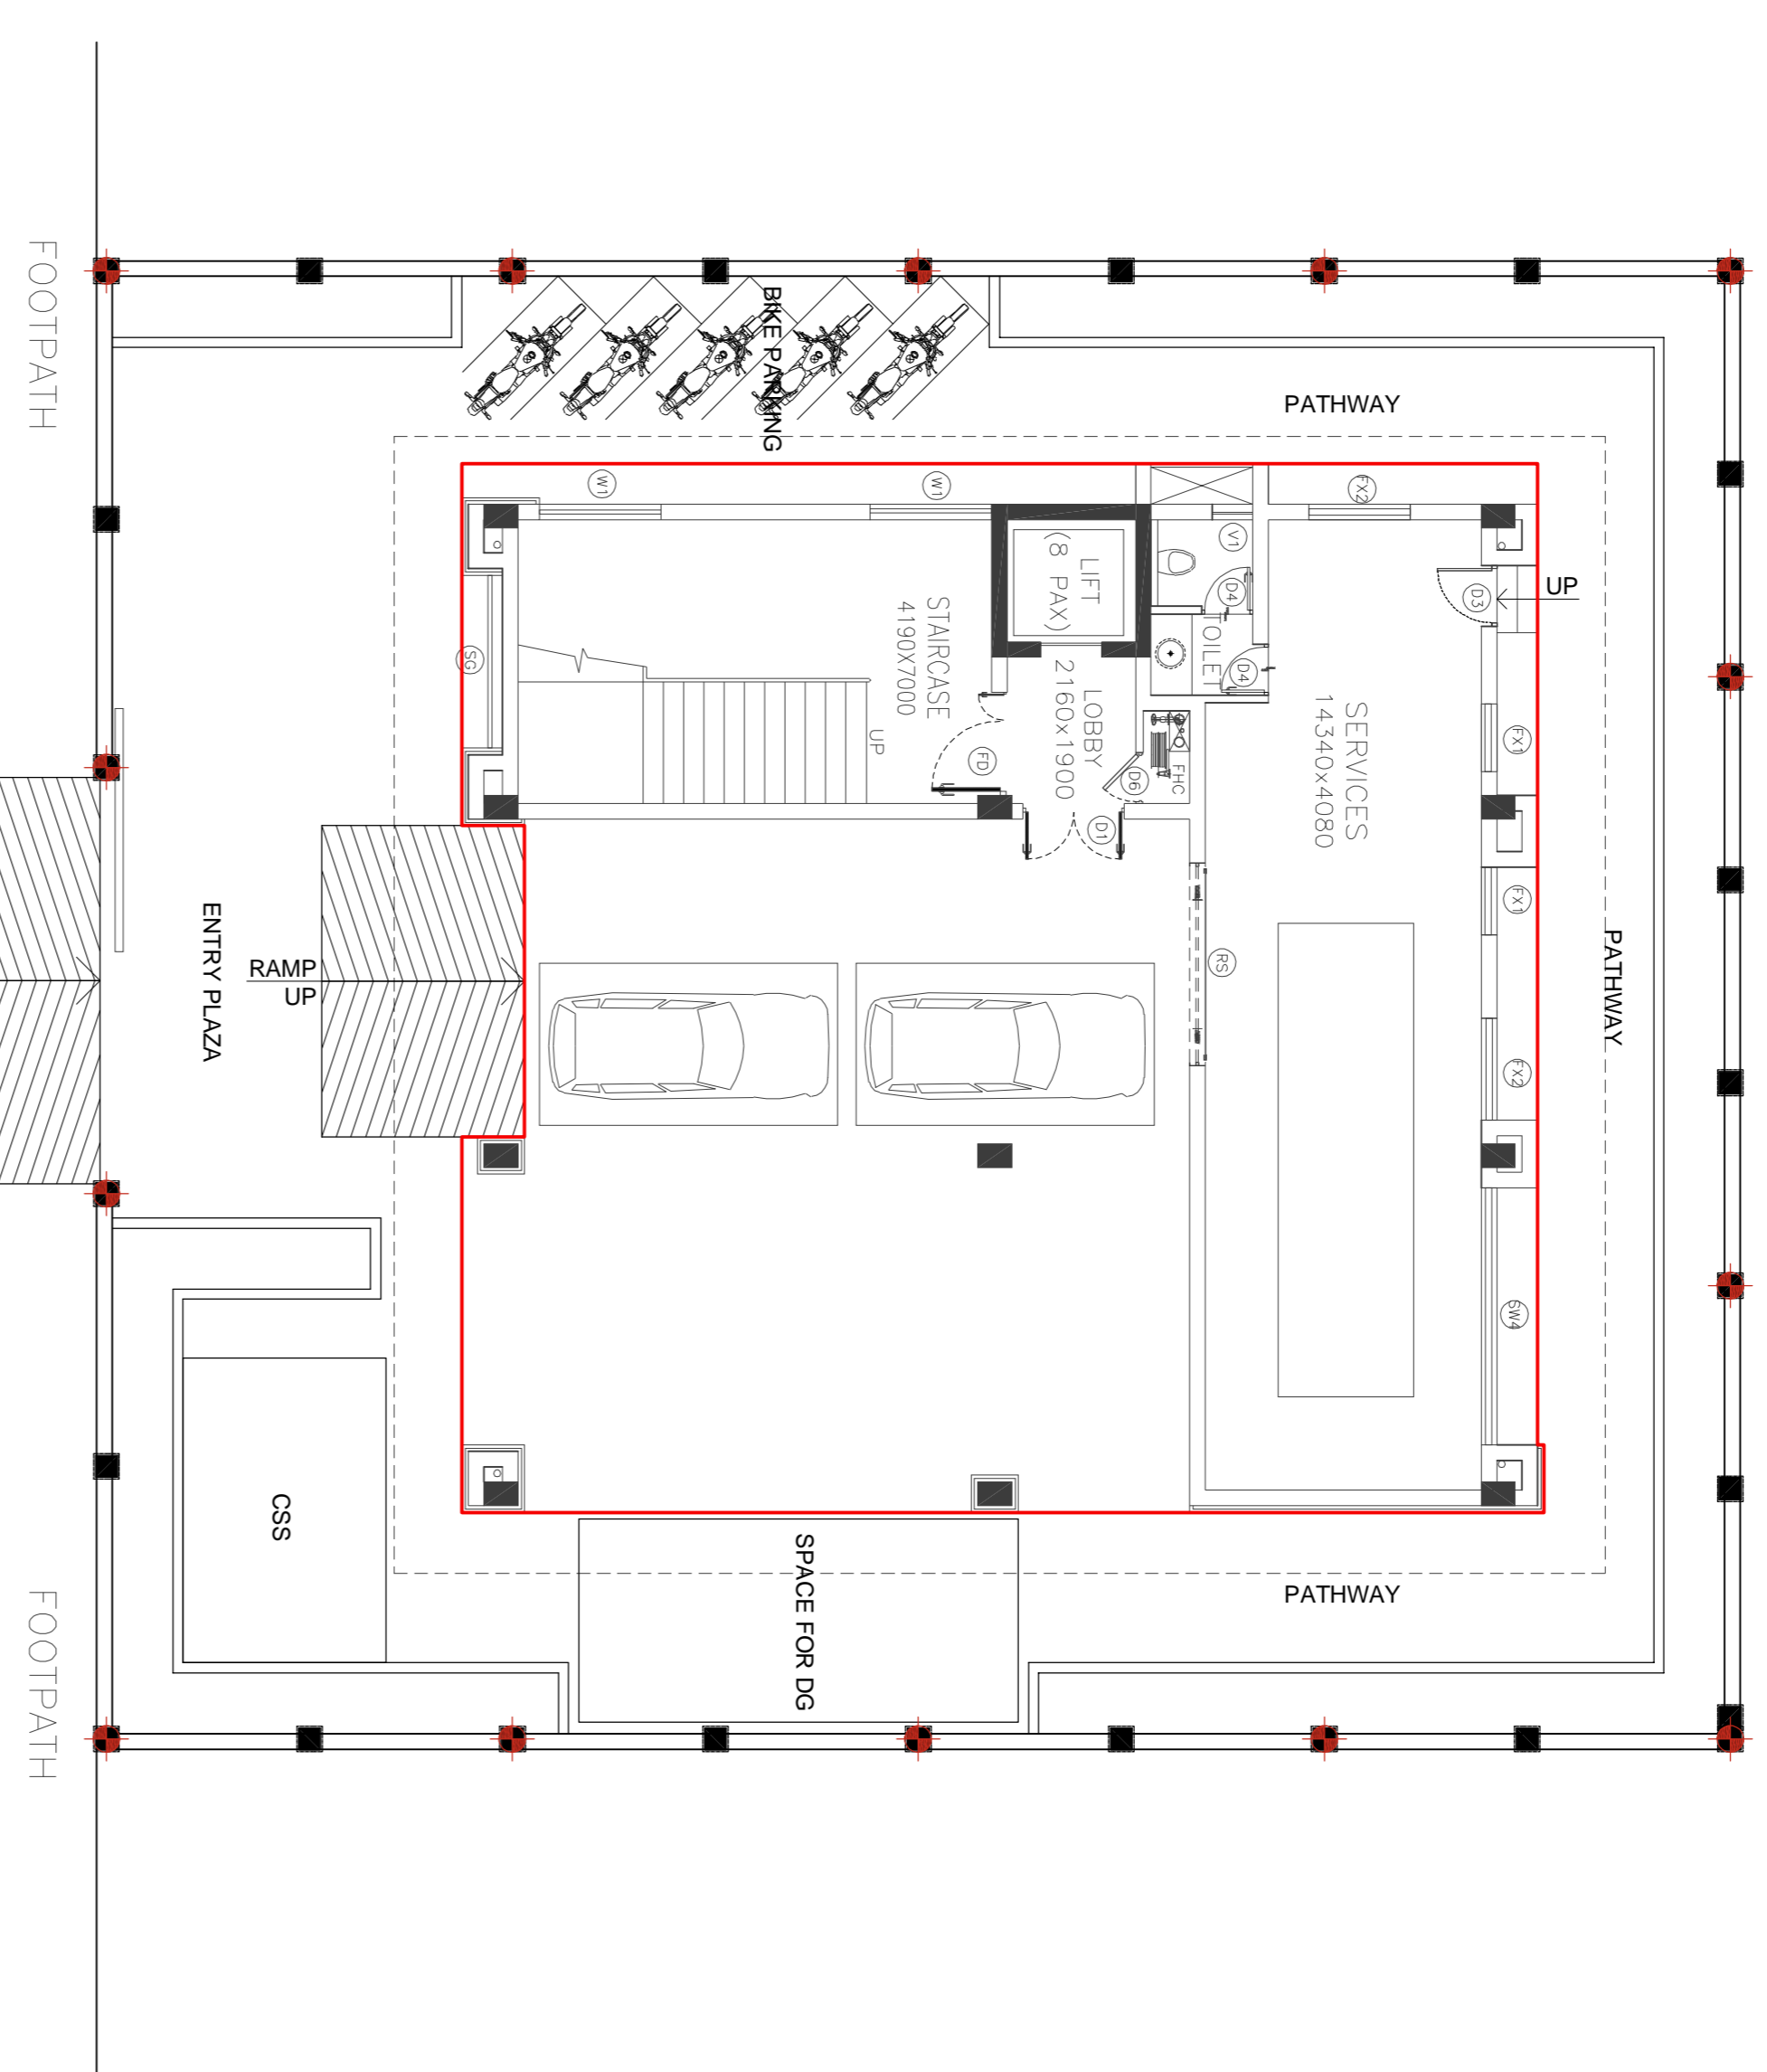 FOOTPATH
BIKE PARKING
PATHWAY
W1
W1
FX2
V1
UP
D3
D4
LIFT
(8 PAX)
STAIRCASE
4190X7000
TOILET
D4
SG
LOBBY
2160x1900
SERVICES
14340x4080
FX1
UP
FD
D6
FHC
D1
FX1
RS
PATHWAY
ENTRY PLAZA
RAMP
UP
FX2
SW4
CSS
SPACE FOR DG
PATHWAY
FOOTPATH